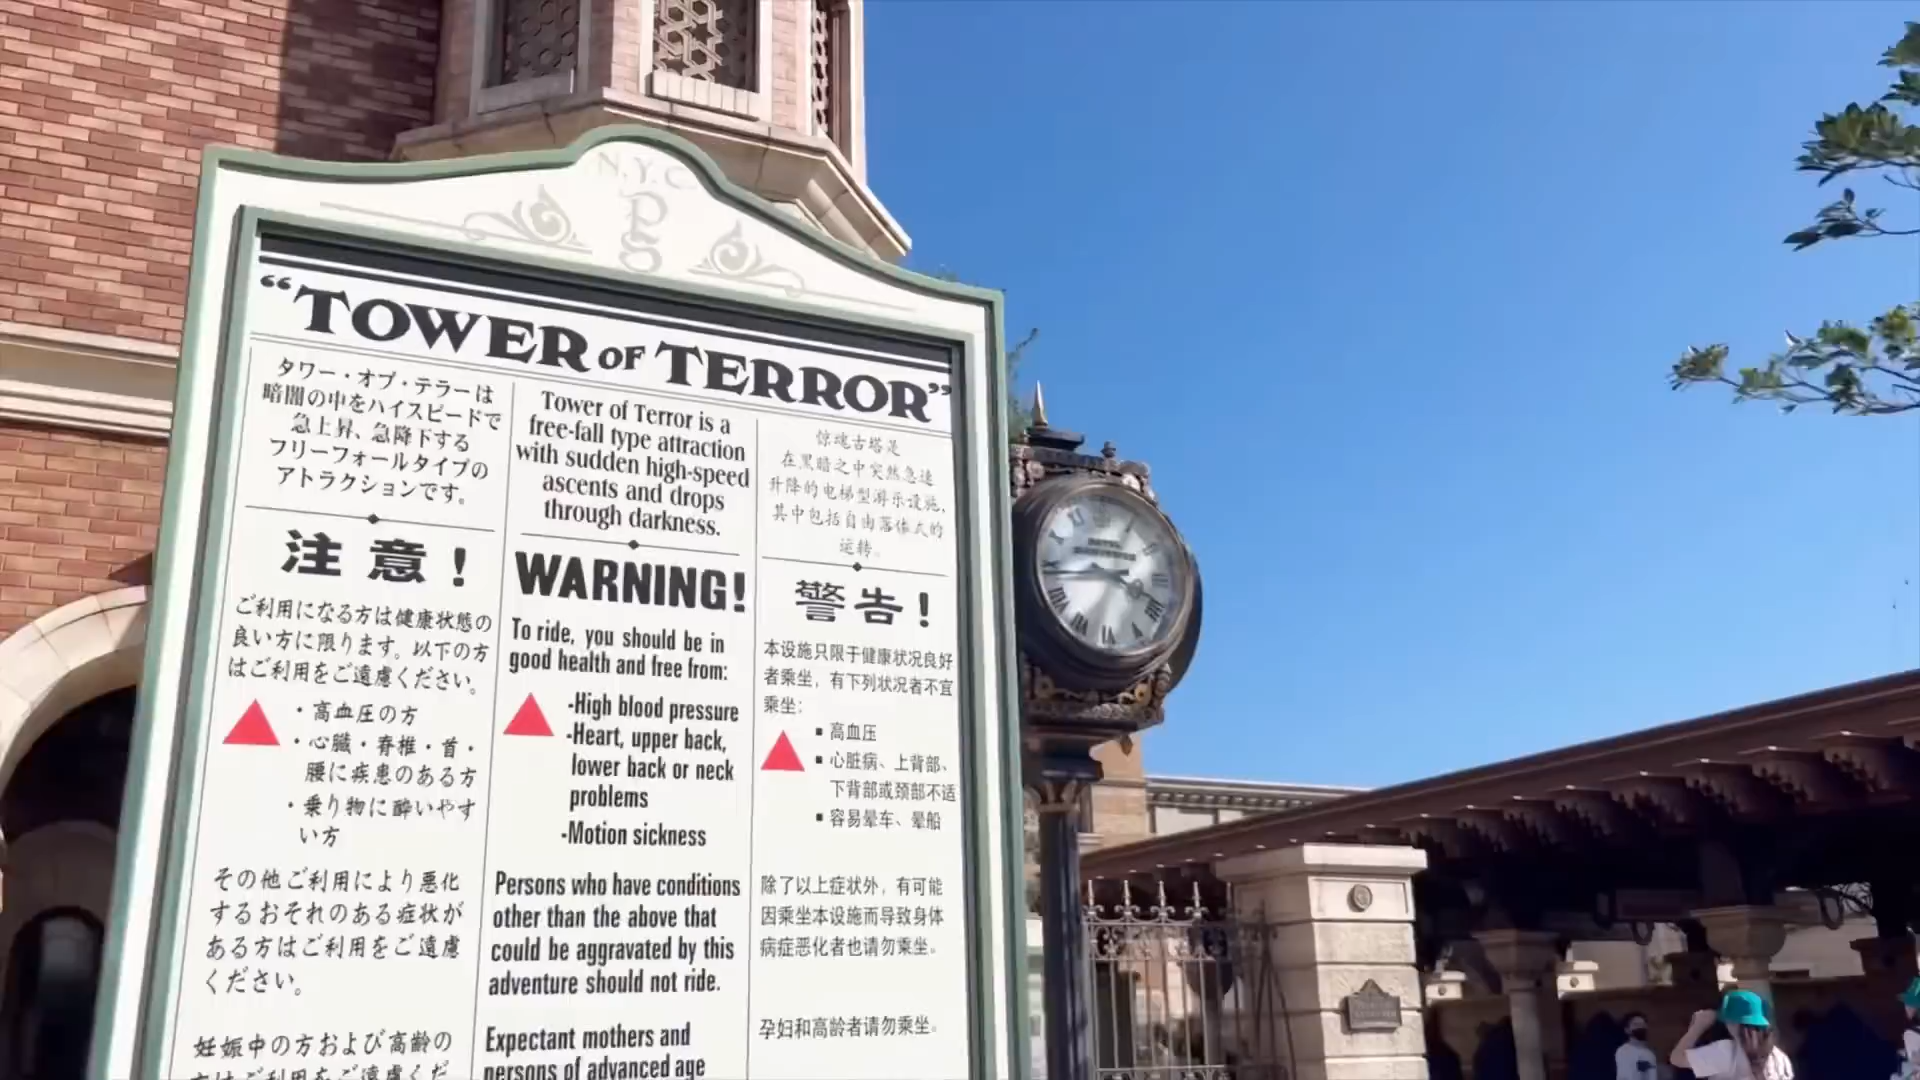 N.Y.C.
P
S
"TOWER OF TERROR"
タワー・オブ・テラーは
暗闇の中をハイスピードで
急上昇、急降下する
フリーフォールタイプの
アトラクションです。
注意！
ご利用になる方は健康状態の
良い方に限ります。以下の方
はご利用をご遠慮ください。
・高血圧の方
・心臓・脊椎・首・
腰に疾患のある方
・乗り物に酔いやす
い方
その他ご利用により悪化
するおそれのある症状が
ある方はご利用をご遠慮
ください。
妊娠中の方および高齢の
方はご利用をご遠慮くだ
Tower of Terror is a
free-fall type attraction
with sudden high-speed
ascents and drops
through darkness.
WARNING!
To ride, you should be in
good health and free from:
-High blood pressure
-Heart, upper back,
lower back or neck
problems
-Motion sickness
Persons who have conditions
other than the above that
could be aggravated by this
adventure should not ride.
Expectant mothers and
persons of advanced age
惊魂古塔是
在黑暗之中突然急速
升降的电梯型游乐设施，
其中包括自由落体式的
运转。
警告！
本设施只限于健康状况良好
者乘坐，有下列状况者不宜
乘坐：
▪高血压
▪心脏病、上背部、
下背部或颈部不适
▪容易晕车、晕船
除了以上症状外，有可能
因乘坐本设施而导致身体
病症恶化者也请勿乘坐。
孕妇和高龄者请勿乘坐。